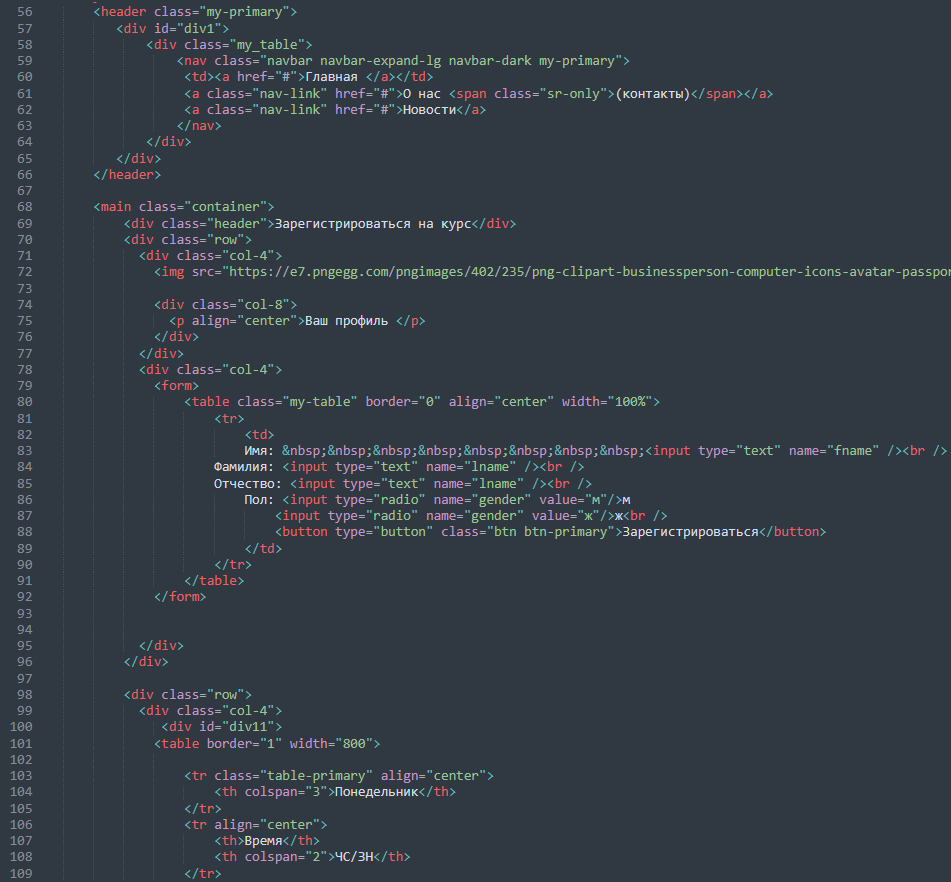 56 <header class="my-primary">
57 <div id="div1">
58 <div class="my_table">
59 <nav class="navbar navbar-expand-lg navbar-dark my-primary">
60 <td><a href="#">Главная </a></td>
61 <a class="nav-link" href="#">О нас <span class="sr-only">(контакты)</span></a>
62 <a class="nav-link" href="#">Новости</a>
63 </nav>
64 </div>
65 </div>
66 </header>
67
68 <main class="container">
69 <div class="header">Зарегистрироваться на курс</div>
70 <div class="row">
71 <div class="col-4">
72 <img src="https://e7.pngegg.com/pngimages/402/235/png-clipart-businessperson-computer-icons-avatar-passpor
73
74 <div class="col-8">
75 <p align="center">Ваш профиль </p>
76 </div>
77 </div>
78 <div class="col-4">
79 <form>
80 <table class="my-table" border="0" align="center" width="100%">
81 <tr>
82 <td>
83 Имя: &nbsp;&nbsp;&nbsp;&nbsp;&nbsp;&nbsp;&nbsp;&nbsp;<input type="text" name="fname" /><br />
84 Фамилия: <input type="text" name="lname" /><br />
85 Отчество: <input type="text" name="lname" /><br />
86 Пол: <input type="radio" name="gender" value="м"/>м
87 <input type="radio" name="gender" value="ж"/>ж<br />
88 <button type="button" class="btn btn-primary">Зарегистрироваться</button>
89 </td>
90 </tr>
91 </table>
92 </form>
93
94
95 </div>
96 </div>
97
98 <div class="row">
99 <div class="col-4">
100 <div id="div11">
101 <table border="1" width="800">
102
103 <tr class="table-primary" align="center">
104 <th colspan="3">Понедельник</th>
105 </tr>
106 <tr align="center">
107 <th>Время</th>
108 <th colspan="2">ЧС/ЗН</th>
109 </tr>